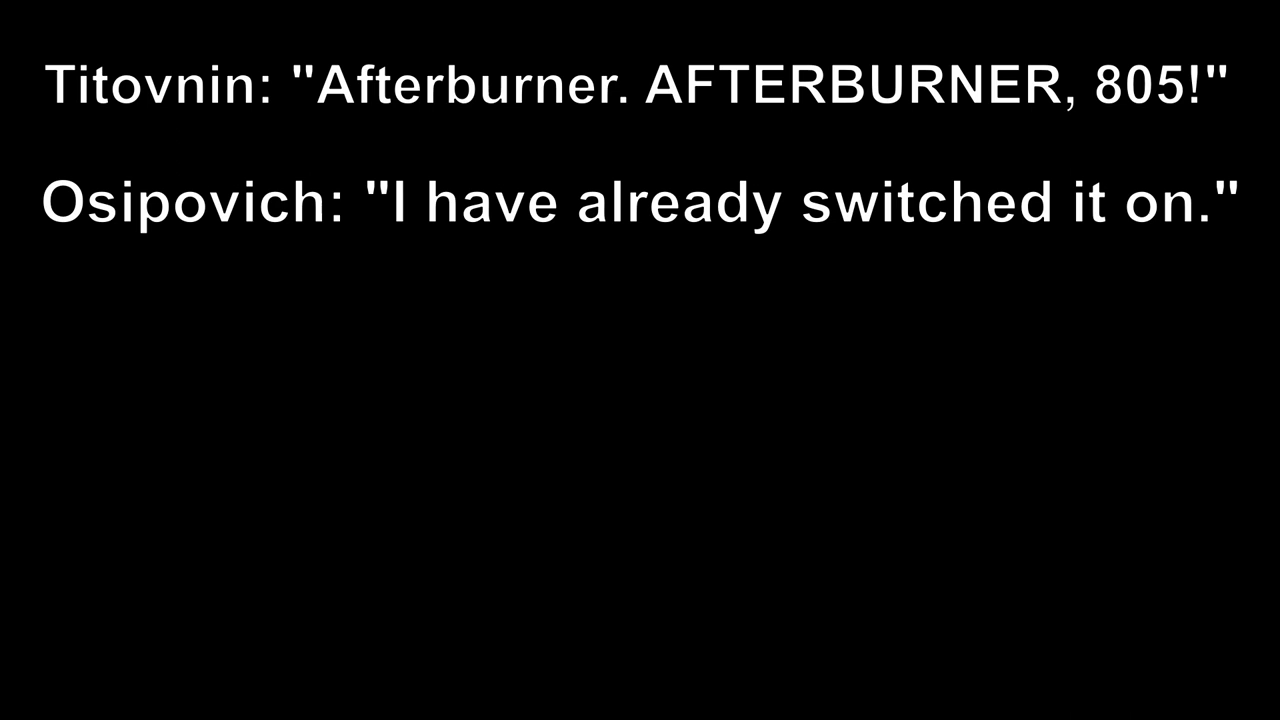 Titovnin: "Afterburner. AFTERBURNER, 805!"
Osipovich: "I have already switched it on."